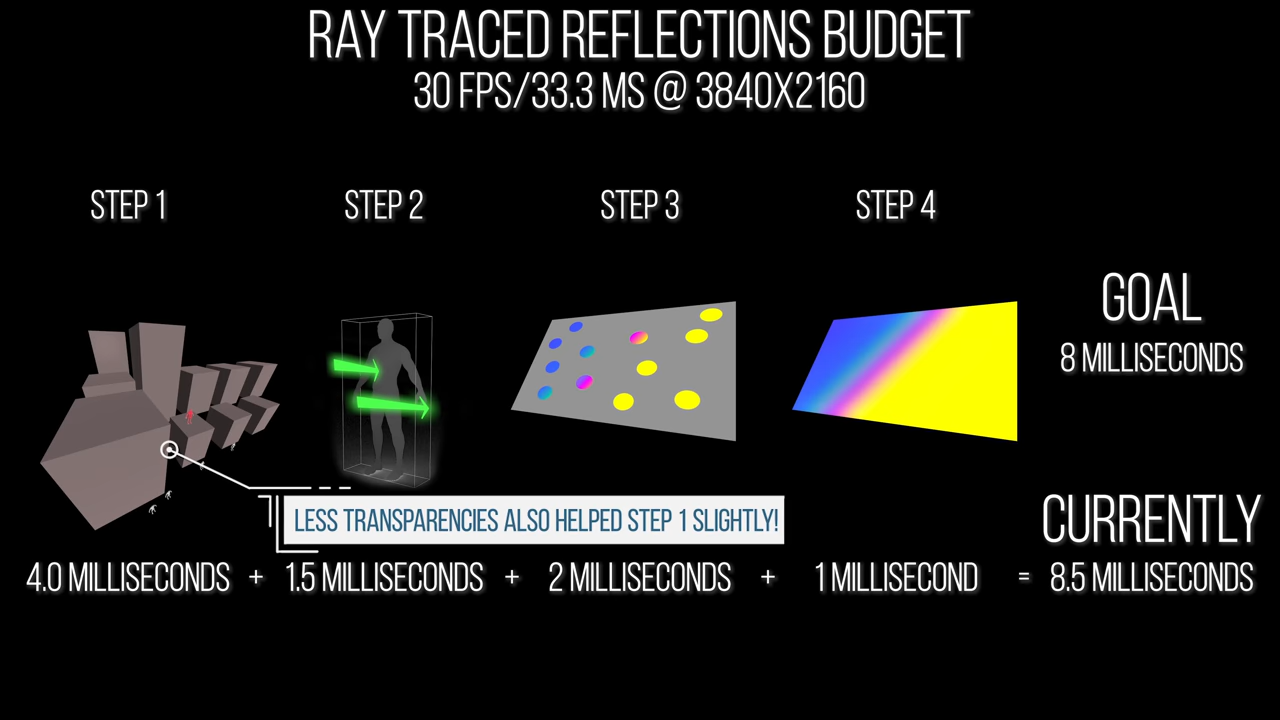 RAY TRACED REFLECTIONS BUDGET
30 FPS/33.3 MS @ 3840X2160
STEP 1
STEP 2
STEP 3
STEP 4
GOAL
8 MILLISECONDS
LESS TRANSPARENCIES ALSO HELPED STEP 1 SLIGHTLY!
CURRENTLY
4.0 MILLISECONDS + 1.5 MILLISECONDS + 2 MILLISECONDS + 1 MILLISECOND = 8.5 MILLISECONDS